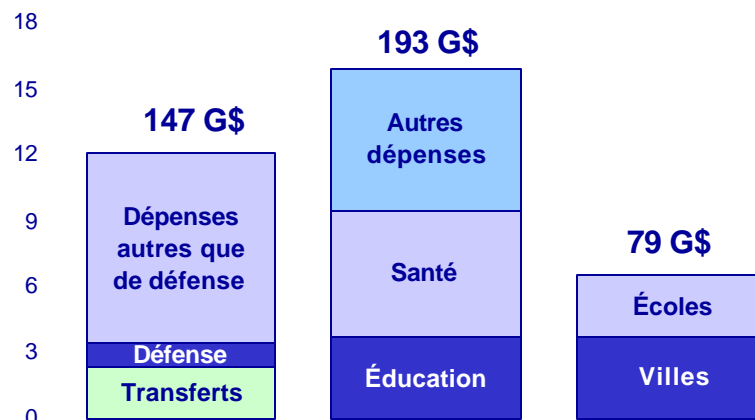 18
15
12
9
6
3
0
147 G$
Dépenses
autres que
de défense
Défense
Transferts
193 G$
Autres
dépenses
Santé
Éducation
79 G$
Écoles
Villes